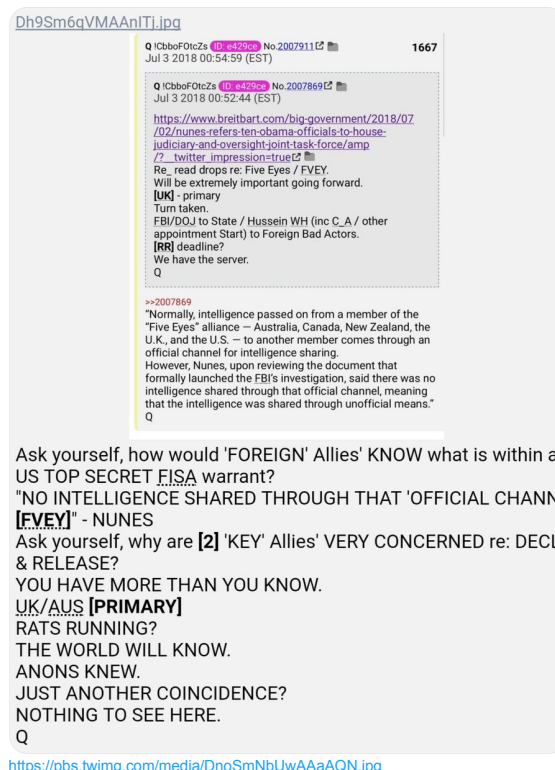 Dh9Sm6qVMAAnITj.jpg
Q !CbboFOtcZs ID: e429ce No.2007911 1667
Jul 3 2018 00:54:59 (EST)
Q !CbboFOtcZs ID: e429ce No.2007869
Jul 3 2018 00:52:44 (EST)
https://www.breitbart.com/big-government/2018/07
/02/nunes-refers-ten-obama-officials-to-house-
judiciary-and-oversight-joint-task-force/amp
/?__twitter_impression=true
Re_ read drops re: Five Eyes / FVEY.
Will be extremely important going forward.
[UK] - primary
Turn taken.
FBI/DOJ to State / Hussein WH (inc C_A / other
appointment Start) to Foreign Bad Actors.
[RR] deadline?
We have the server.
Q
>>2007869
“Normally, intelligence passed on from a member of the
“Five Eyes” alliance — Australia, Canada, New Zealand, the
U.K., and the U.S. — to another member comes through an
official channel for intelligence sharing.
However, Nunes, upon reviewing the document that
formally launched the FBI's investigation, said there was no
intelligence shared through that official channel, meaning
that the intelligence was shared through unofficial means.”
Q
Ask yourself, how would 'FOREIGN' Allies' KNOW what is within a
US TOP SECRET FISA warrant?
"NO INTELLIGENCE SHARED THROUGH THAT 'OFFICIAL CHANN
[FVEY]" - NUNES
Ask yourself, why are [2] 'KEY' Allies' VERY CONCERNED re: DECL
& RELEASE?
YOU HAVE MORE THAN YOU KNOW.
UK/AUS [PRIMARY]
RATS RUNNING?
THE WORLD WILL KNOW.
ANONS KNEW.
JUST ANOTHER COINCIDENCE?
NOTHING TO SEE HERE.
Q
https://pbs.twimg.com/media/DnoSmNbUwAAaAQN.jpg